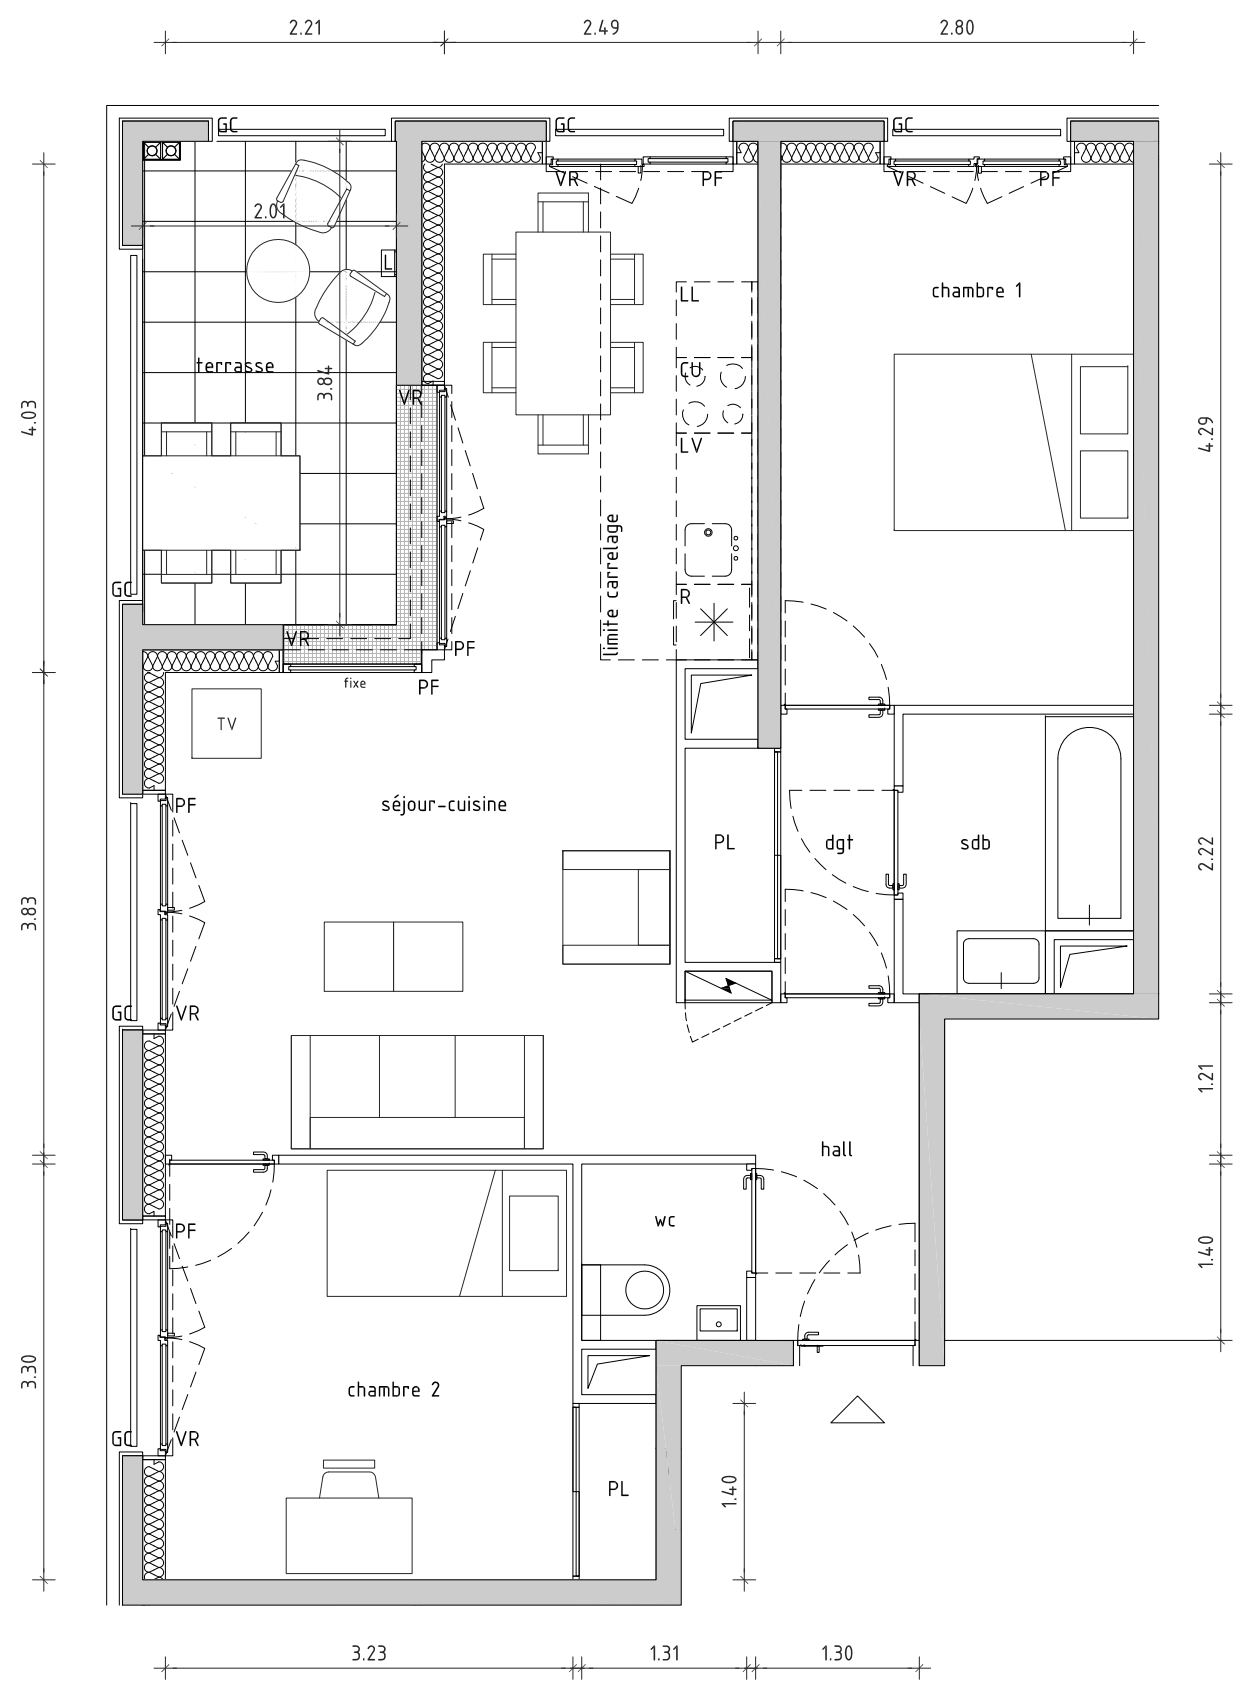 2.21 2.49 2.80
GC GC GC
VR PF VR PF
2.01
L
LL
chambre 1
terrasse
3.84
CU
VR
4.03
4.29
LV
limite carrelage
GC
R
VR
PF
fixe
PF
TV
séjour-cuisine
PF
PL
dgt
sdb
2.22
3.83
GC
VR
1.21
hall
wc
PF
1.40
3.30
chambre 2
GC
VR
PL
1.40
3.23 1.31 1.30